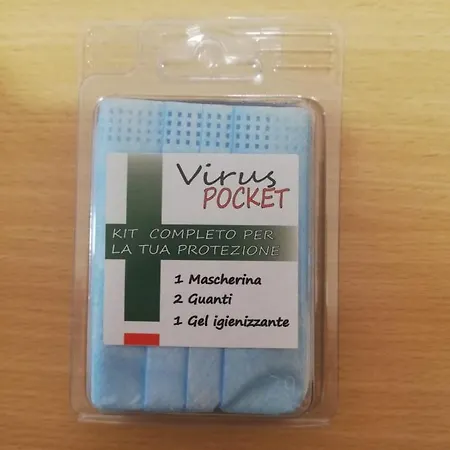 Virus
POCKET
KIT COMPLETO PER
LA TUA PROTEZIONE
1 Mascherina
2 Guanti
1 Gel igienizzante